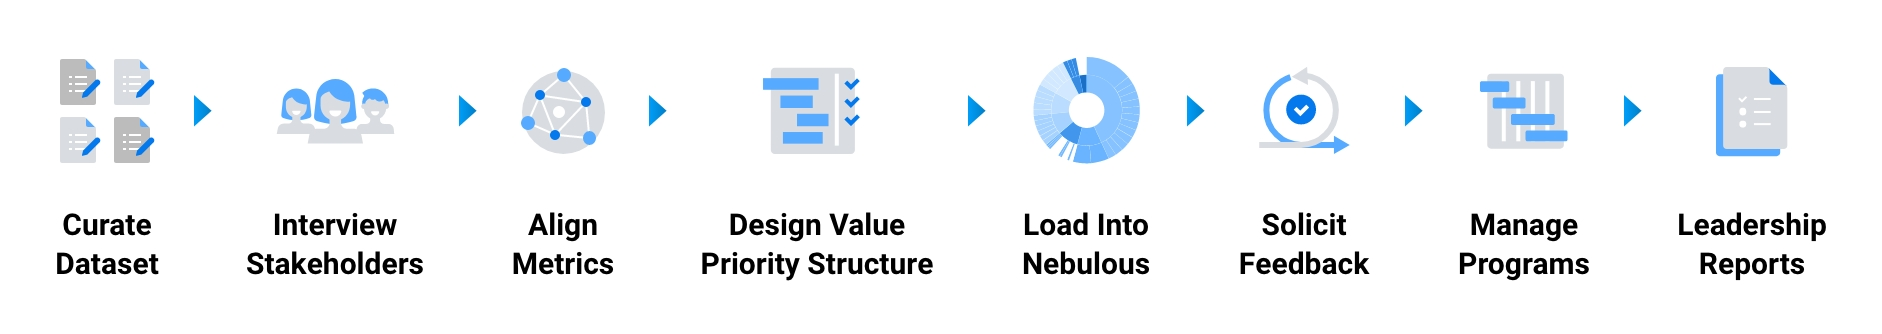 Curate
Dataset
Interview
Stakeholders
Align
Metrics
Design Value
Priority Structure
Load Into
Nebulous
Solicit
Feedback
Manage
Programs
Leadership
Reports